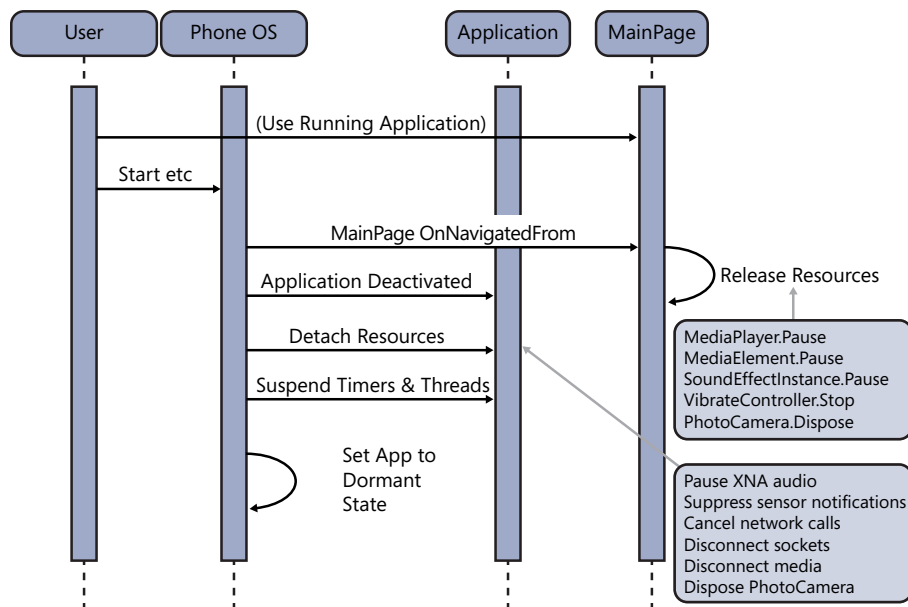 User
Phone OS
Application
MainPage
(Use Running Application)
Start etc
MainPage OnNavigatedFrom
Release Resources
Application Deactivated
Detach Resources
Suspend Timers & Threads
MediaPlayer.Pause
MediaElement.Pause
SoundEffectInstance.Pause
VibrateController.Stop
PhotoCamera.Dispose
Set App to
Dormant
State
Pause XNA audio
Suppress sensor notifications
Cancel network calls
Disconnect sockets
Disconnect media
Dispose PhotoCamera